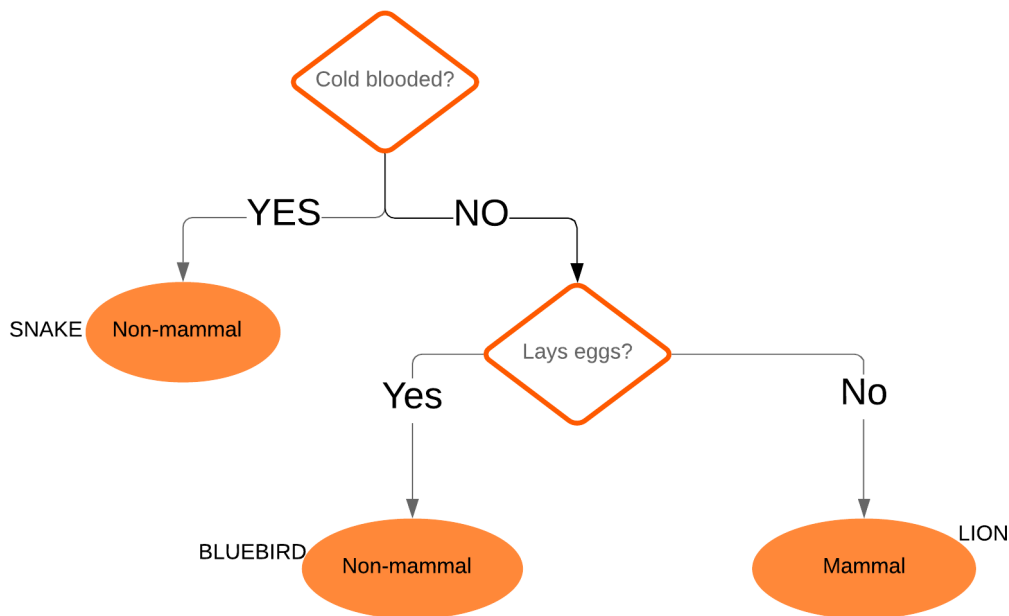 Cold blooded?
YES
NO
SNAKE
Non-mammal
Lays eggs?
Yes
No
BLUEBIRD
Non-mammal
Mammal
LION